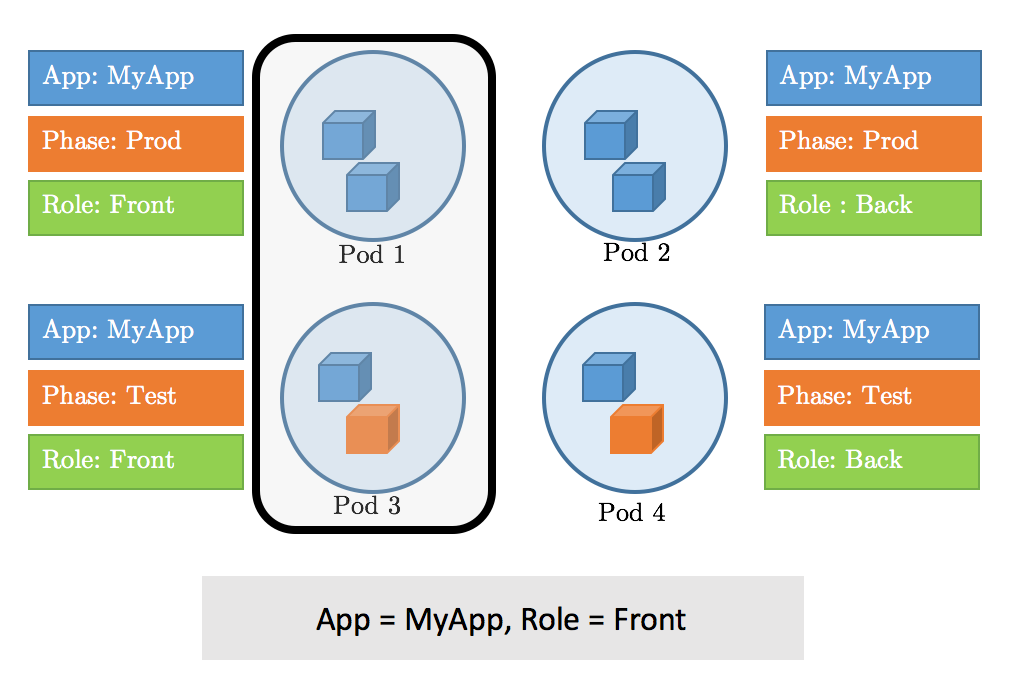 App: MyApp
Phase: Prod
Role: Front
Pod 1
Pod 2
App: MyApp
Phase: Prod
Role : Back
App: MyApp
Phase: Test
Role: Front
Pod 3
Pod 4
App: MyApp
Phase: Test
Role: Back
App = MyApp, Role = Front